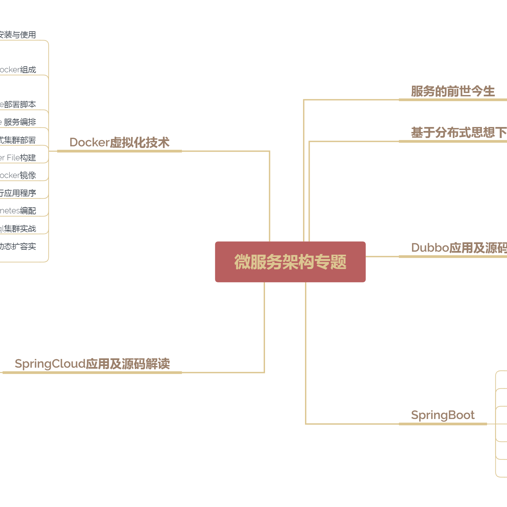 安装与使用
ocker组成
e部署脚本
e 服务编排
式集群部署
er File构建
ocker镜像
行应用程序
netes编配
ql集群实战
动态扩容实
Docker虚拟化技术
SpringCloud应用及源码解读
微服务架构专题
服务的前世今生
基于分布式思想下
Dubbo应用及源码
SpringBoot